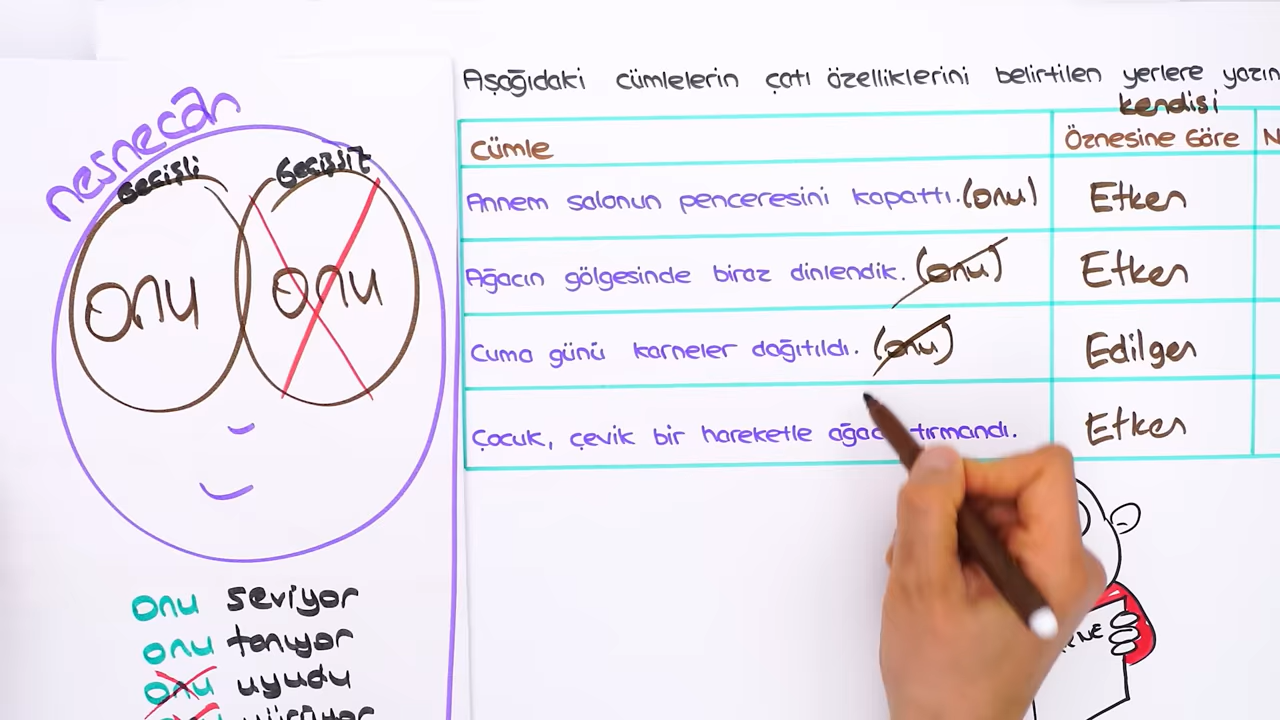 nesnecan
Geçişli
Geçişsiz
onu
onu
onu seviyor
onu tanıyor
onu uyudu
Aşağıdaki cümlelerin çatı özelliklerini belirtilen yerlere yazın
kendisi
Cümle
Öznesine Göre
N
Annem salonun penceresini kapattı. (onu)
Etken
Ağacın gölgesinde biraz dinlendik. (onu)
Etken
Cuma günü karneler dağıtıldı. (onu)
Edilgen
Çocuk, çevik bir hareketle tırmandı.
Etken